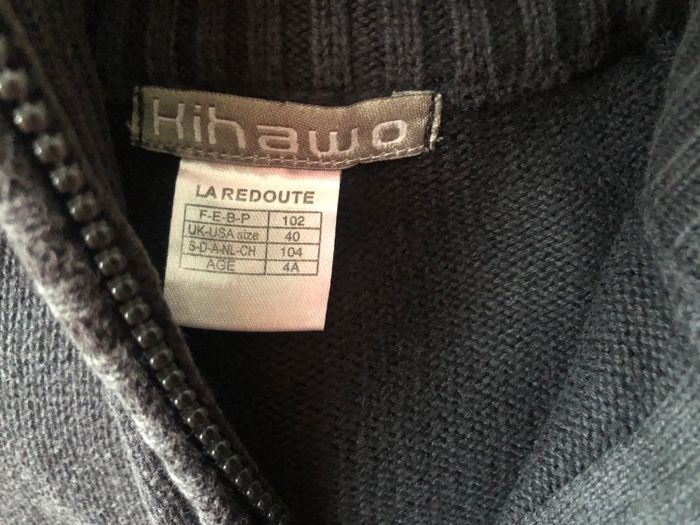 Kihawo
LA REDOUTE
F-E-B-P 102
UK-USA size 40
S-D-A-NL-CH 104
AGE 4A